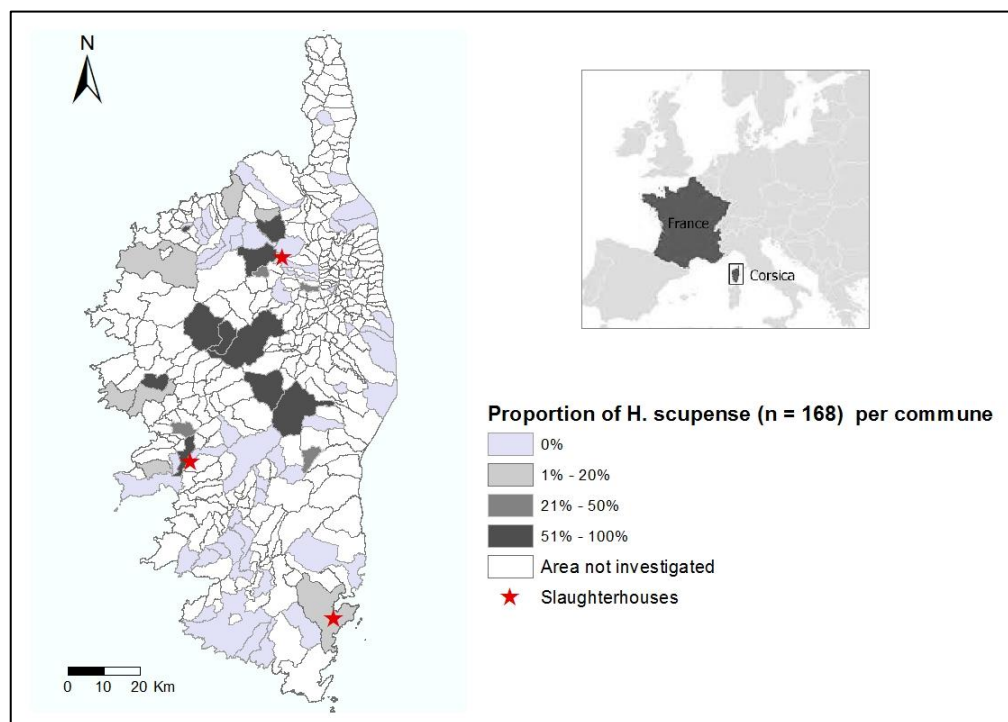 N
France
Corsica
Proportion of H. scupense (n = 168) per commune
0%
1% - 20%
21% - 50%
51% - 100%
Area not investigated
Slaughterhouses
0 10 20 Km